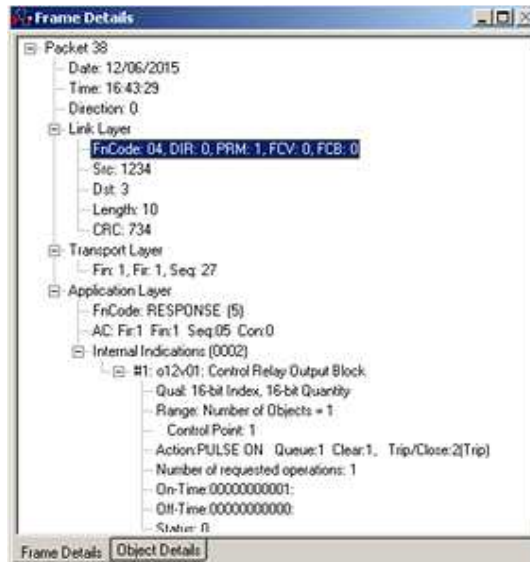 Frame Details
Packet 38
Date: 12/06/2015
Time: 16:43:29
Direction: 0
Link Layer
FnCode: 04, DIR: 0, PRM: 1, FCV: 0, FCB: 0
Src: 1234
Dst: 3
Length: 10
CRC: 734
Transport Layer
Fin: 1, Fir: 1, Seq: 27
Application Layer
FnCode: RESPONSE (5)
AC: Fir:1 Fin:1 Seq:05 Con:0
Internal Indications (0002)
#1: o12v01: Control Relay Output Block
Qual: 16-bit Index, 16-bit Quantity
Range: Number of Objects = 1
Control Point: 1
Action:PULSE ON Queue:1 Clear:1, Trip/Close:2(Trip)
Number of requested operations: 1
On-Time:00000000001:
Off-Time:00000000000:
Status: 0
Frame Details Object Details